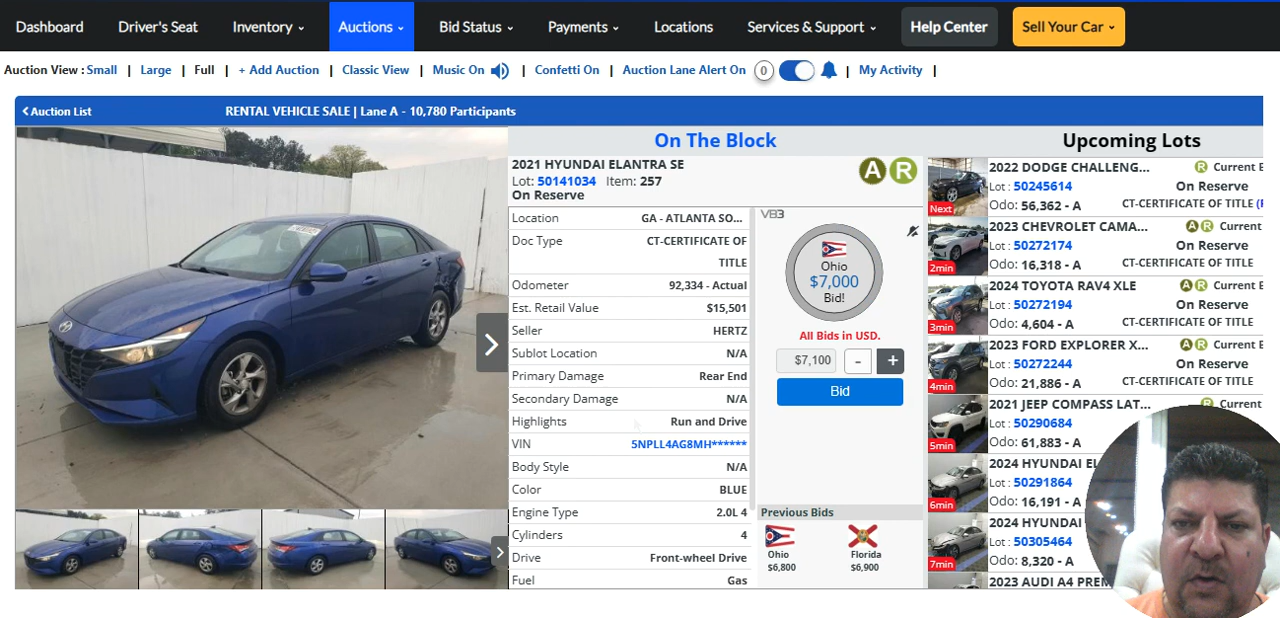 Dashboard Driver's Seat Inventory Auctions Bid Status Payments Locations Services & Support Help Center Sell Your Car
Auction View : Small | Large | Full | + Add Auction | Classic View | Music On | Confetti On | Auction Lane Alert On 0 | My Activity |
Auction List RENTAL VEHICLE SALE | Lane A - 10,780 Participants
On The Block
2021 HYUNDAI ELANTRA SE
Lot: 50141034 Item: 257
On Reserve
A R
Location GA - ATLANTA SO...
Doc Type CT-CERTIFICATE OF
TITLE
Odometer 92,334 - Actual
Est. Retail Value $15,501
Seller HERTZ
Sublot Location N/A
Primary Damage Rear End
Secondary Damage N/A
Highlights Run and Drive
VIN 5NPLL4AG8MH******
Body Style N/A
Color BLUE
Engine Type 2.0L 4
Cylinders 4
Drive Front-wheel Drive
Fuel Gas
VB3
Ohio
$7,000
Bid!
All Bids in USD.
$7,100 - +
Bid
Previous Bids
Ohio Florida
$6,800 $6,900
Upcoming Lots
2022 DODGE CHALLENG... R Current
Lot : 50245614 On Reserve
Next Odo: 56,362 - A CT-CERTIFICATE OF TITLE
2023 CHEVROLET CAMA... A R Current
Lot : 50272174 On Reserve
2min Odo: 16,318 - A CT-CERTIFICATE OF TITLE
2024 TOYOTA RAV4 XLE A R Current
Lot : 50272194 On Reserve
3min Odo: 4,604 - A CT-CERTIFICATE OF TITLE
2023 FORD EXPLORER X... A R Current
Lot : 50272244 On Reserve
4min Odo: 21,886 - A CT-CERTIFICATE OF TITLE
2021 JEEP COMPASS LAT... R Current
Lot : 50290684
5min Odo: 61,883 - A
2024 HYUNDAI EL
Lot : 50291864
6min Odo: 16,191 - A
2024 HYUNDAI
Lot : 50305464
7min Odo: 8,320 - A
2023 AUDI A4 PREM